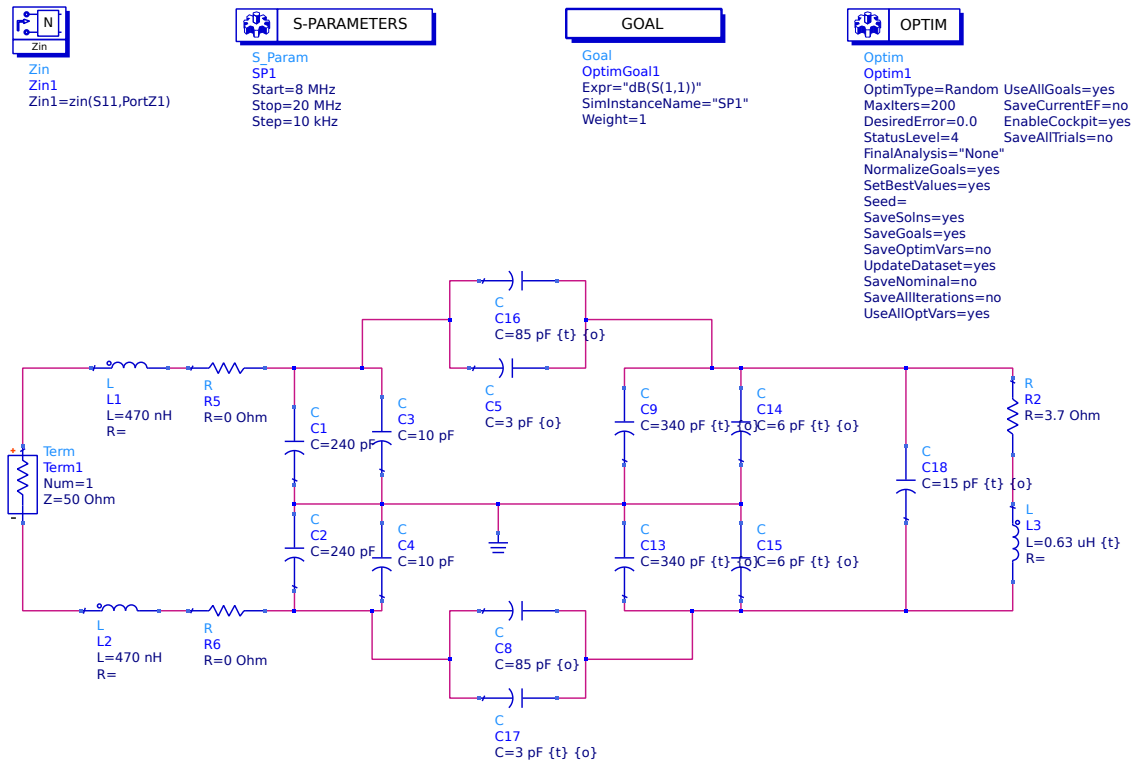 N
Zin
Zin
Zin1
Zin1=zin(S11,PortZ1)
S-PARAMETERS
S_Param
SP1
Start=8 MHz
Stop=20 MHz
Step=10 kHz
GOAL
Goal
OptimGoal1
Expr="dB(S(1,1))"
SimInstanceName="SP1"
Weight=1
OPTIM
Optim
Optim1
OptimType=Random UseAllGoals=yes
MaxIters=200 SaveCurrentEF=no
DesiredError=0.0 EnableCockpit=yes
StatusLevel=4 SaveAllTrials=no
FinalAnalysis="None"
NormalizeGoals=yes
SetBestValues=yes
Seed=
SaveSolns=yes
SaveGoals=yes
SaveOptimVars=no
UpdateDataset=yes
SaveNominal=no
SaveAllIterations=no
UseAllOptVars=yes
C
C16
C=85 pF {t} {o}
C
C5
C=3 pF {o}
L
L1
L=470 nH
R=
R
R5
R=0 Ohm
C
C1
C=240 pF
C
C3
C=10 pF
C
C9
C=340 pF {t} {o}
C
C14
C=6 pF {t} {o}
R
R2
R=3.7 Ohm
+
Term
Term1
Num=1
Z=50 Ohm
-
C
C18
C=15 pF {t} {o}
C
C2
C=240 pF
C
C4
C=10 pF
C
C13
C=340 pF {t} {o}
C
C15
C=6 pF {t} {o}
L
L3
L=0.63 uH {t}
R=
L
L2
L=470 nH
R=
R
R6
R=0 Ohm
C
C8
C=85 pF {o}
C
C17
C=3 pF {t} {o}